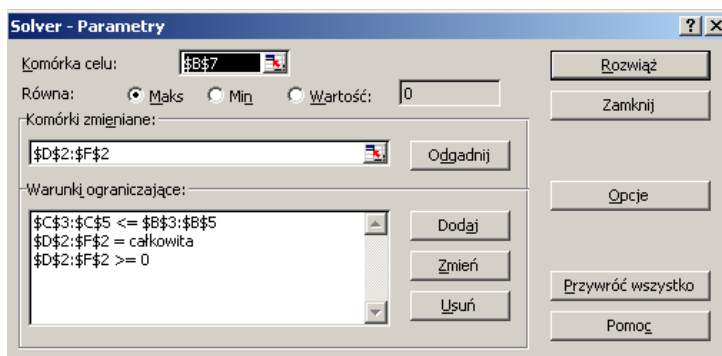 Solver - Parametry
Komórka celu: $B$7 Rozwiąż
Równa: Maks Min Wartość: 0 Zamknij
Komórki zmieniane:
$D$2:$F$2 Odgadnij
Warunki ograniczające: Opcje
$C$3:$C$5 <= $B$3:$B$5 Dodaj
$D$2:$F$2 = całkowita
$D$2:$F$2 >= 0 Zmień
Przywróć wszystko
Usuń
Pomoc